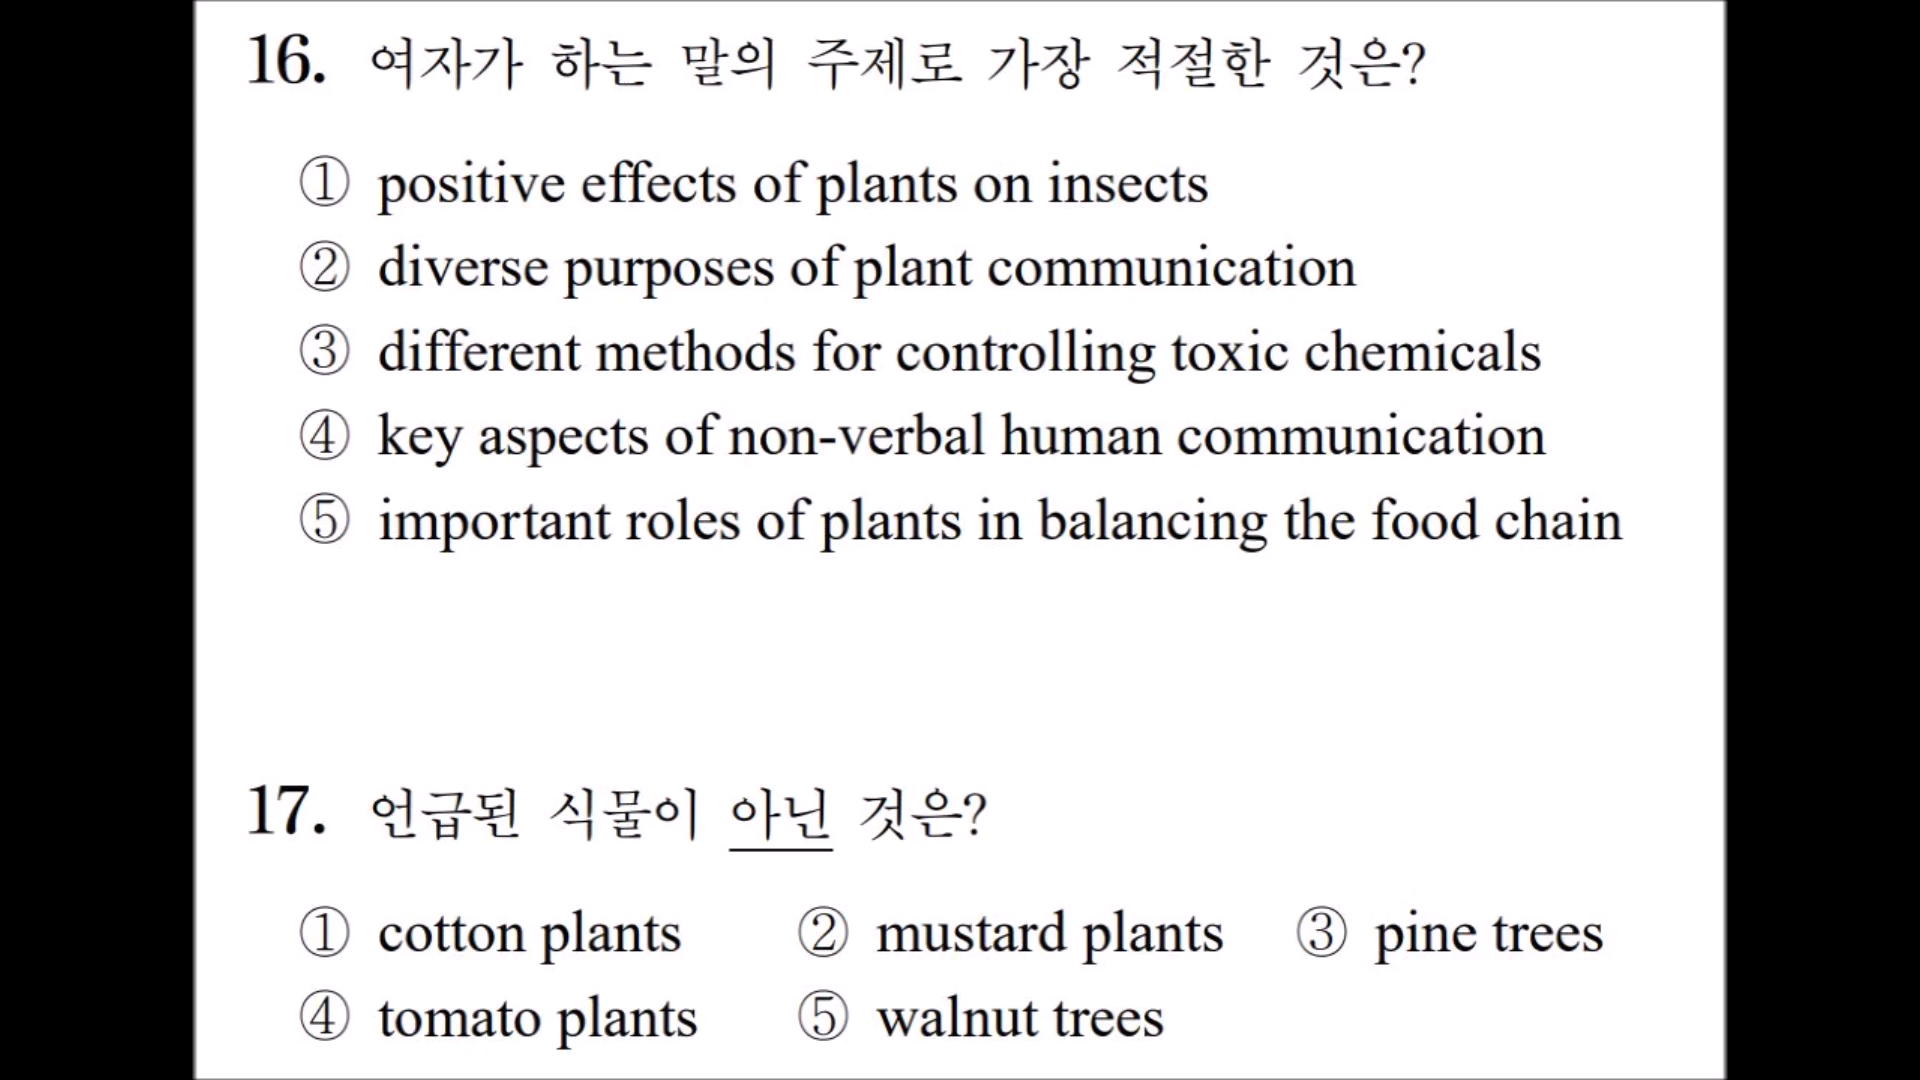 16. 여자가 하는 말의 주제로 가장 적절한 것은?
① positive effects of plants on insects
② diverse purposes of plant communication
③ different methods for controlling toxic chemicals
④ key aspects of non-verbal human communication
⑤ important roles of plants in balancing the food chain
17. 언급된 식물이 아닌 것은?
① cotton plants ② mustard plants ③ pine trees
④ tomato plants ⑤ walnut trees